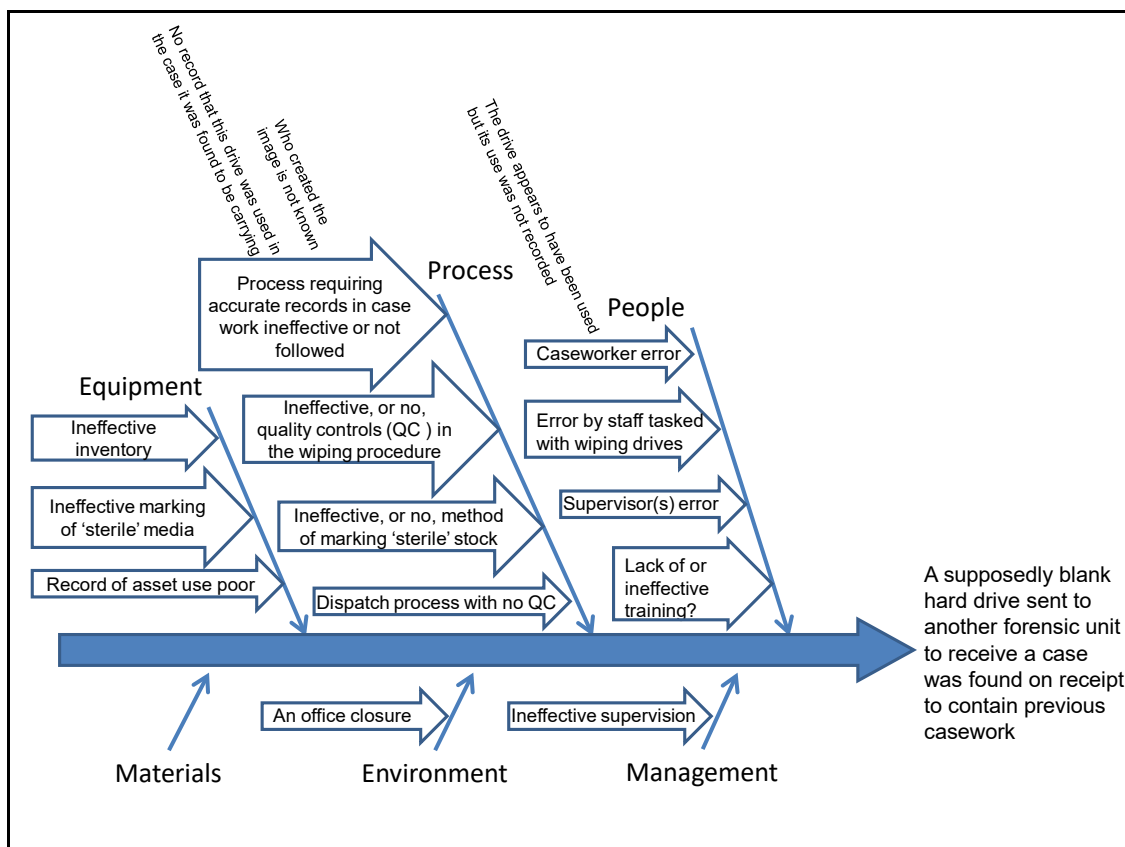 No record that this drive was used in
the case it was found to be carrying
Who created the
image is not known
The drive appears to have been used
but its use was not recorded
Process
People
Equipment
Process requiring
accurate records in case
work ineffective or not
followed
Caseworker error
Ineffective
inventory
Ineffective, or no,
quality controls (QC ) in
the wiping procedure
Error by staff tasked
with wiping drives
Ineffective marking
of ‘sterile’ media
Ineffective, or no, method
of marking ‘sterile’ stock
Supervisor(s) error
Record of asset use poor
Dispatch process with no QC
Lack of or
ineffective
training?
A supposedly blank
hard drive sent to
another forensic unit
to receive a case
was found on receipt
to contain previous
casework
An office closure
Ineffective supervision
Materials
Environment
Management